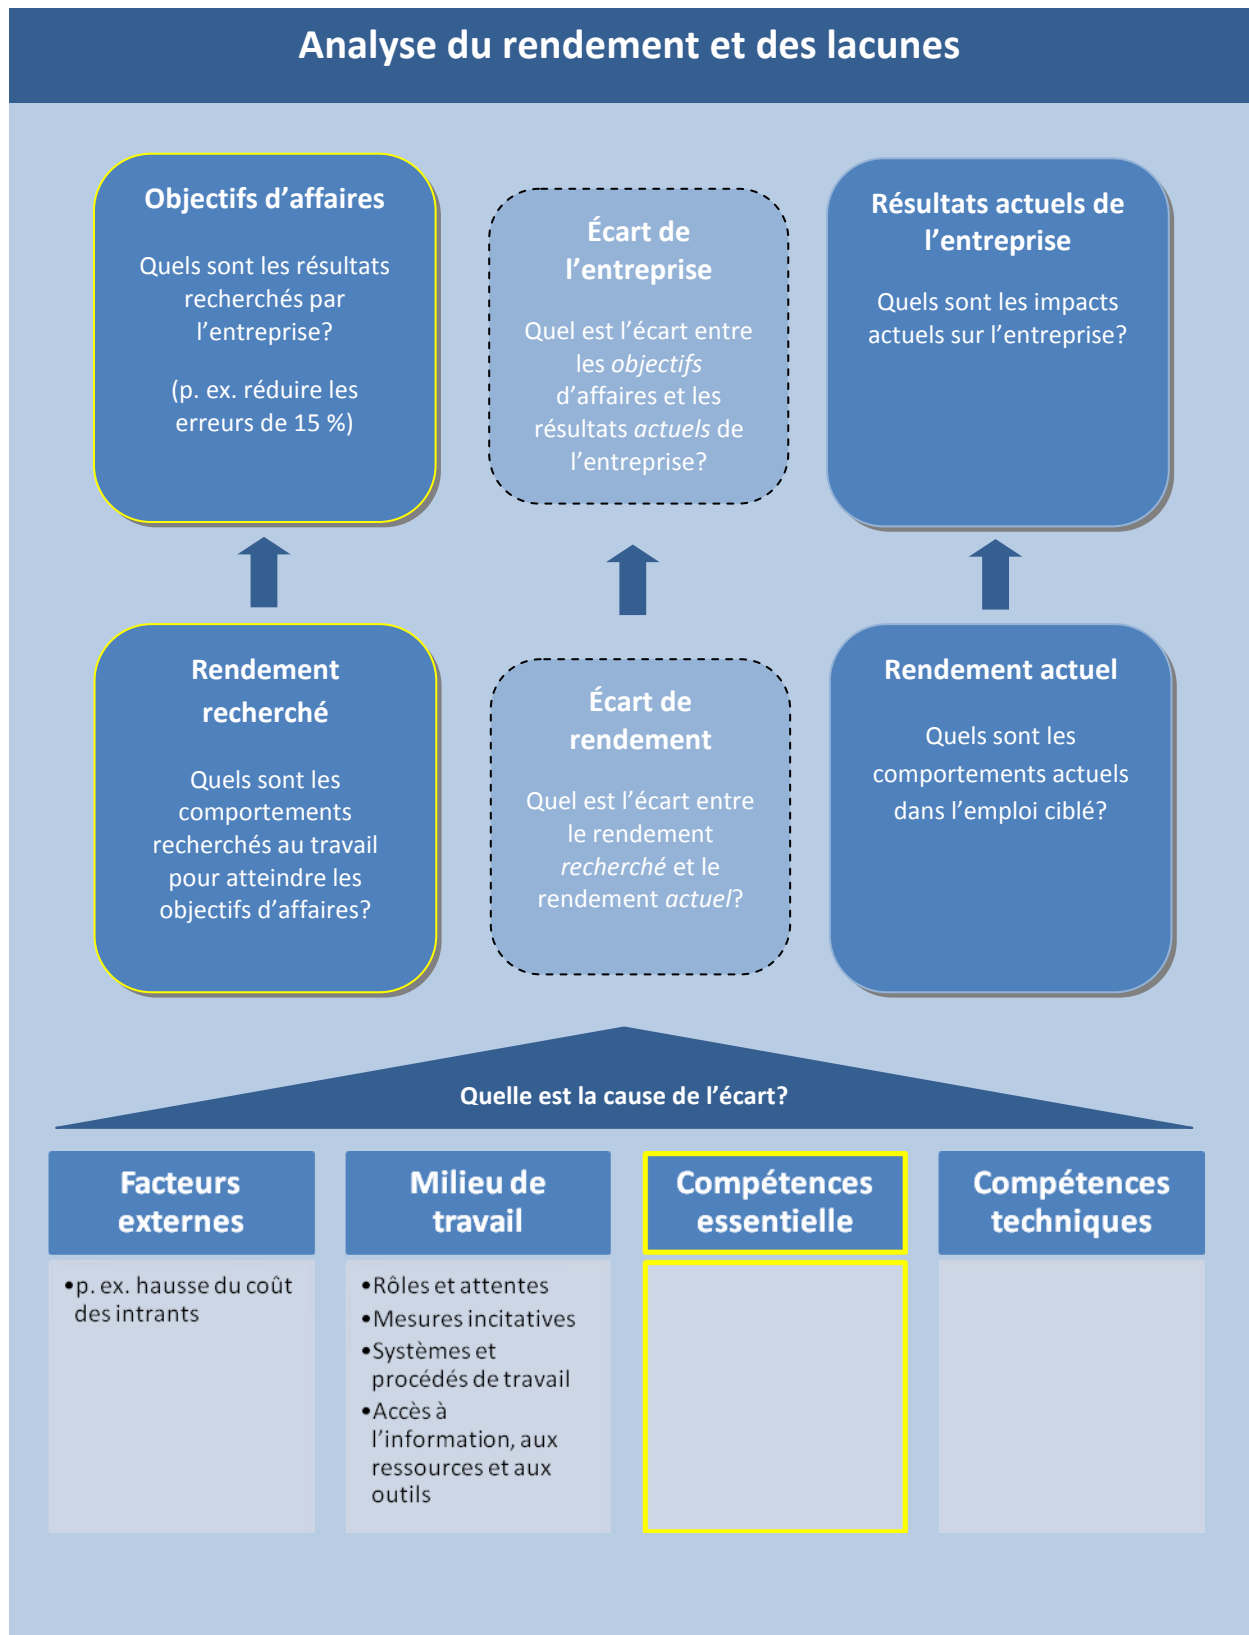 Analyse du rendement et des lacunes
Objectifs d’affaires
Quels sont les résultats
recherchés par
l’entreprise?
(p. ex. réduire les
erreurs de 15 %)
Écart de
l’entreprise
Quel est l’écart entre
les objectifs
d’affaires et les
résultats actuels de
l’entreprise?
Résultats actuels de
l’entreprise
Quels sont les impacts
actuels sur l’entreprise?
Rendement
recherché
Quels sont les
comportements
recherchés au travail
pour atteindre les
objectifs d’affaires?
Écart de
rendement
Quel est l’écart entre
le rendement
recherché et le
rendement actuel?
Rendement actuel
Quels sont les
comportements actuels
dans l’emploi ciblé?
Quelle est la cause de l’écart?
Facteurs
externes
•p. ex. hausse du coût
des intrants
Milieu de
travail
•Rôles et attentes
•Mesures incitatives
•Systèmes et
procédés de travail
•Accès à
l’information, aux
ressources et aux
outils
Compétences
essentielle
Compétences
techniques